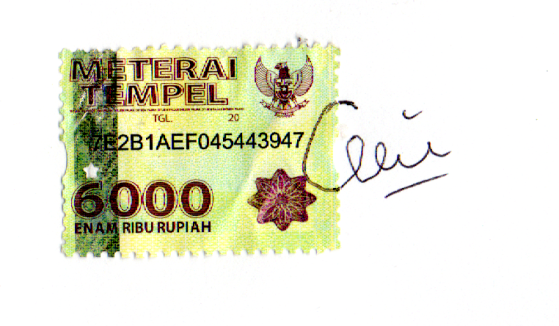 METERAI
TEMPEL
TGL. 20
7E2B1AEF045443947
6000
ENAM RIBU RUPIAH